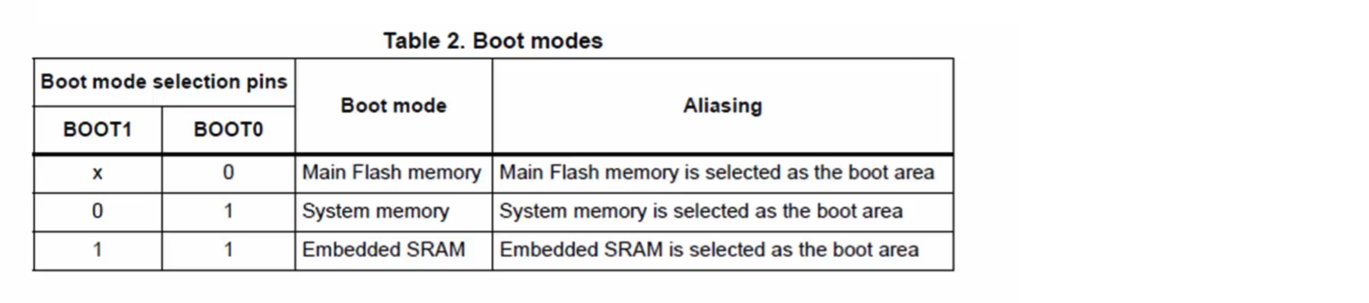 Table 2. Boot modes
Boot mode selection pins Boot mode Aliasing
BOOT1 BOOT0
x 0 Main Flash memory Main Flash memory is selected as the boot area
0 1 System memory System memory is selected as the boot area
1 1 Embedded SRAM Embedded SRAM is selected as the boot area